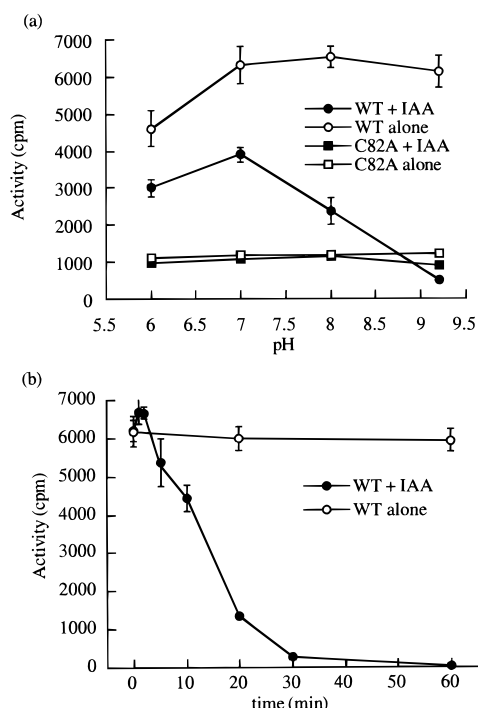 (a)
7000
6000
5000
4000
3000
2000
1000
0
Activity (cpm)
WT + IAA
WT alone
C82A + IAA
C82A alone
5.5 6 6.5 7 7.5 8 8.5 9 9.5
pH
(b)
7000
6000
5000
4000
3000
2000
1000
0
Activity (cpm)
WT + IAA
WT alone
0 10 20 30 40 50 60
time (min)